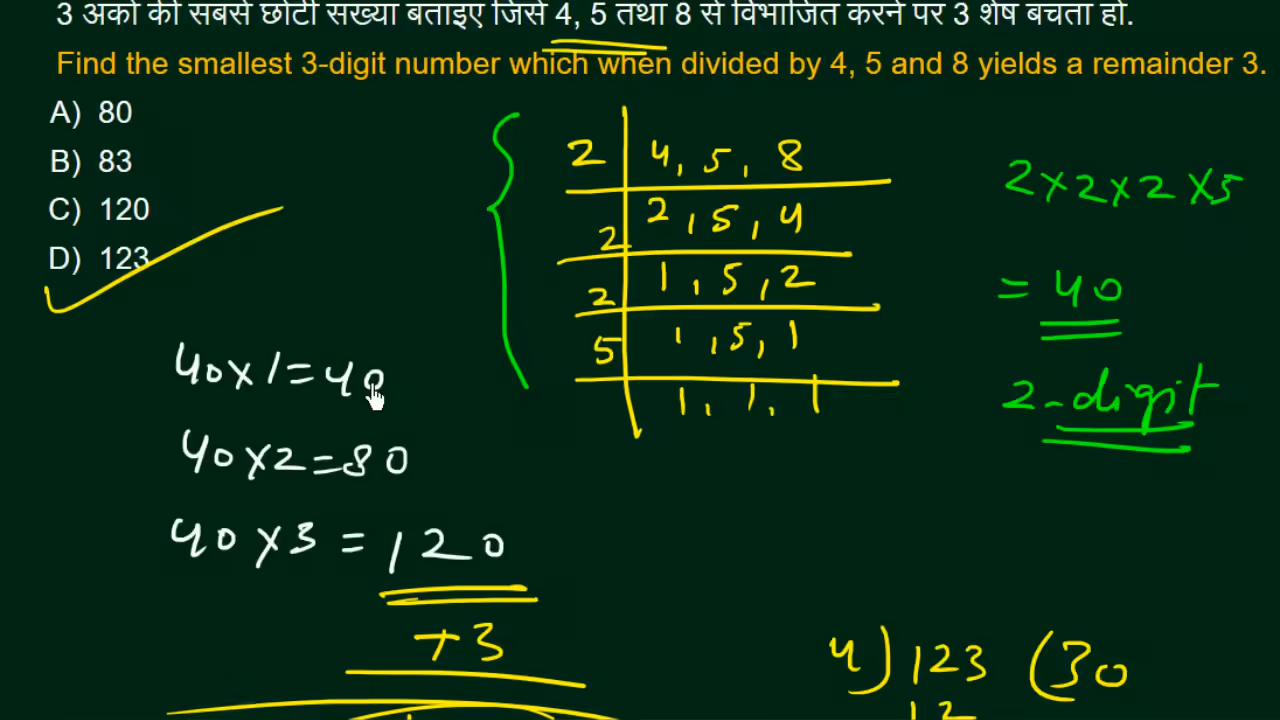 3 अंकों की सबसे छोटी संख्या बताइए जिसे 4, 5 तथा 8 से विभाजित करने पर 3 शेष बचता हो.
Find the smallest 3-digit number which when divided by 4, 5 and 8 yields a remainder 3.
A) 80
B) 83
C) 120
D) 123
2 | 4, 5, 8
2 | 2, 5, 4
2 | 1, 5, 2
5 | 1, 5, 1
| 1, 1, 1
2×2×2×5
= 40
2-digit
40×1=40
40×2=80
40×3=120
+3
4)123(30
12